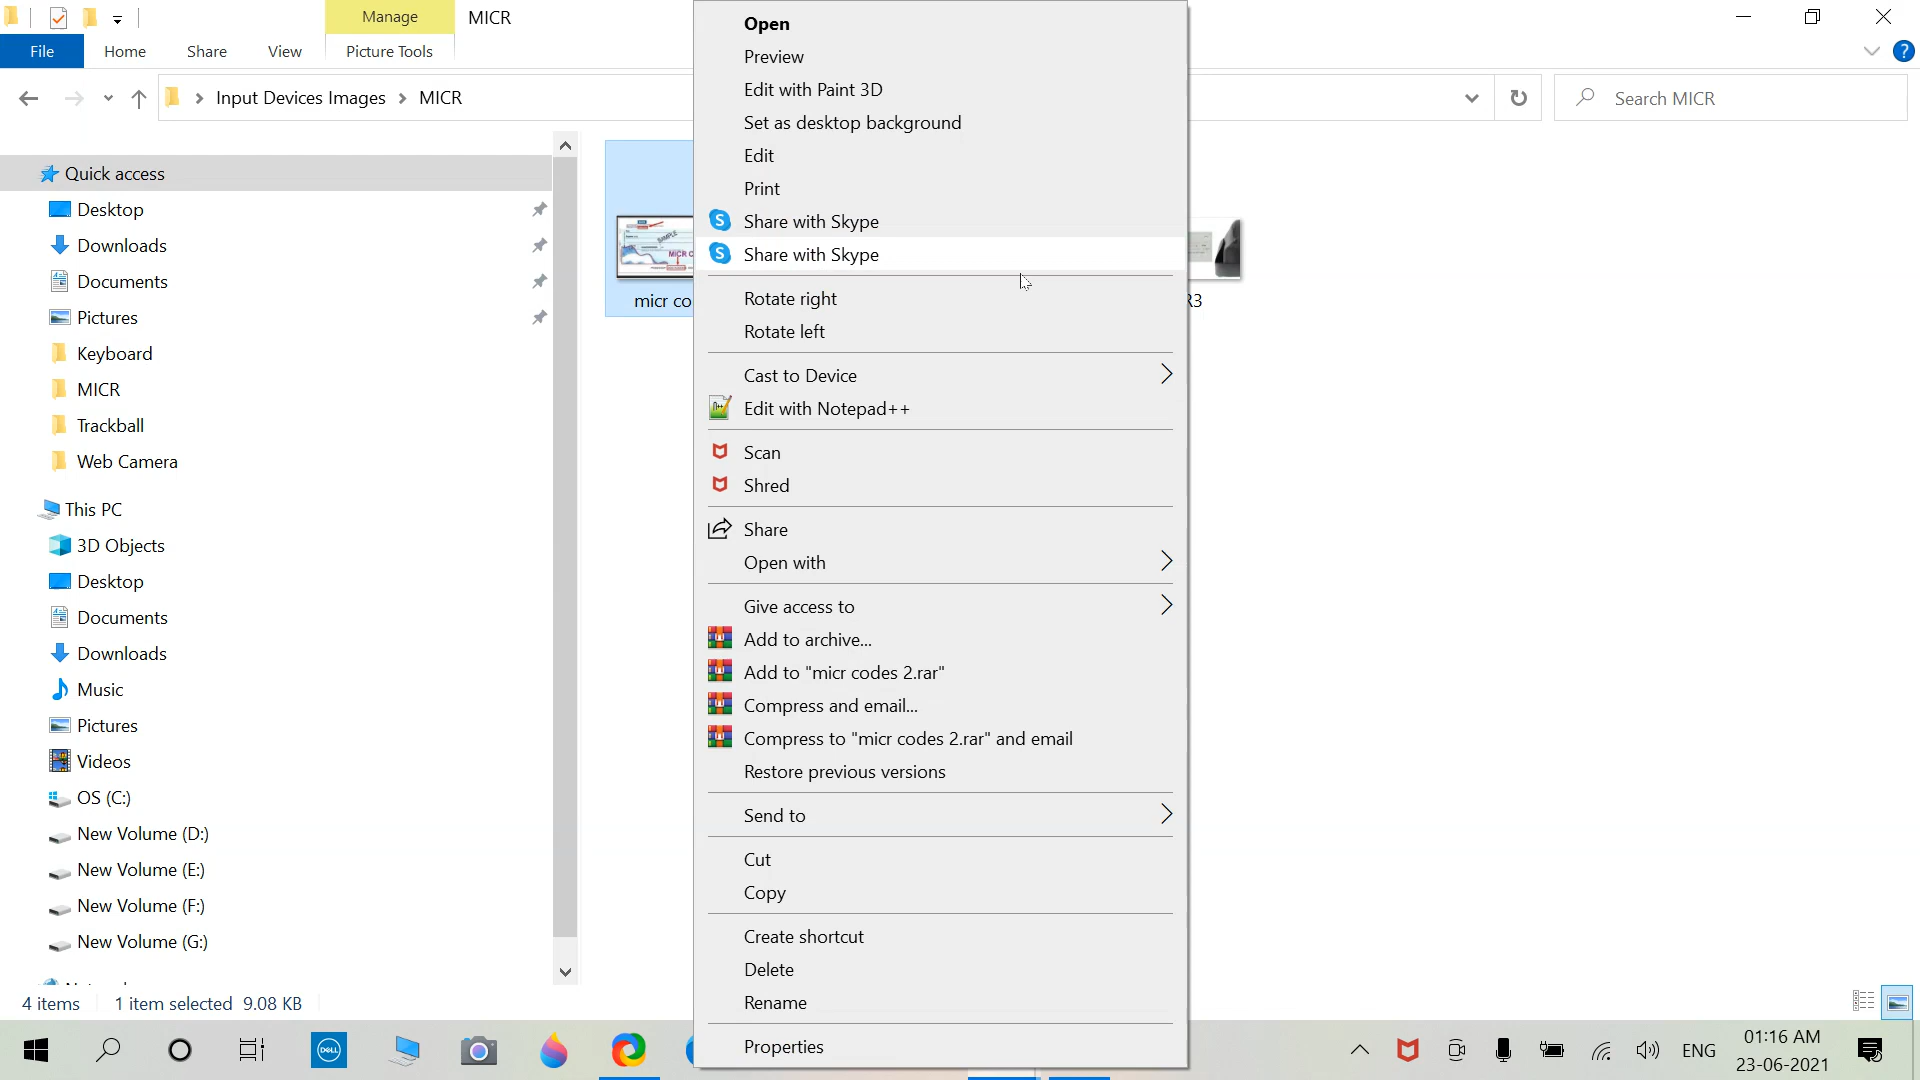 Manage
MICR
File
Home
Share
View
Picture Tools
Input Devices Images
MICR
Search MICR
Quick access
Desktop
Downloads
Documents
Pictures
Keyboard
MICR
Trackball
Web Camera
This PC
3D Objects
Desktop
Documents
Downloads
Music
Pictures
Videos
OS (C:)
New Volume (D:)
New Volume (E:)
New Volume (F:)
New Volume (G:)
SAMPLE
MICR C
micr co
R3
Open
Preview
Edit with Paint 3D
Set as desktop background
Edit
Print
Share with Skype
Share with Skype
Rotate right
Rotate left
Cast to Device
Edit with Notepad++
Scan
Shred
Share
Open with
Give access to
Add to archive...
Add to "micr codes 2.rar"
Compress and email...
Compress to "micr codes 2.rar" and email
Restore previous versions
Send to
Cut
Copy
Create shortcut
Delete
Rename
Properties
4 items
1 item selected 9.08 KB
DELL
ENG
01:16 AM
23-06-2021